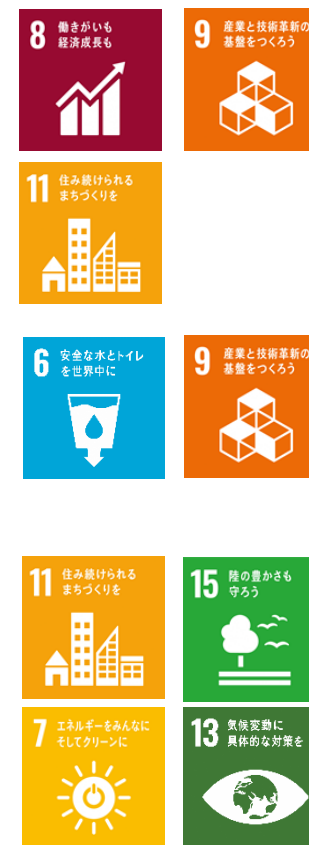 8 働きがいも
経済成長も
9 産業と技術革新の
基盤をつくろう
11 住み続けられる
まちづくりを
6 安全な水とトイレ
を世界中に
9 産業と技術革新の
基盤をつくろう
11 住み続けられる
まちづくりを
15 陸の豊かさも
守ろう
7 エネルギーをみんなに
そしてクリーンに
13 気候変動に
具体的な対策を